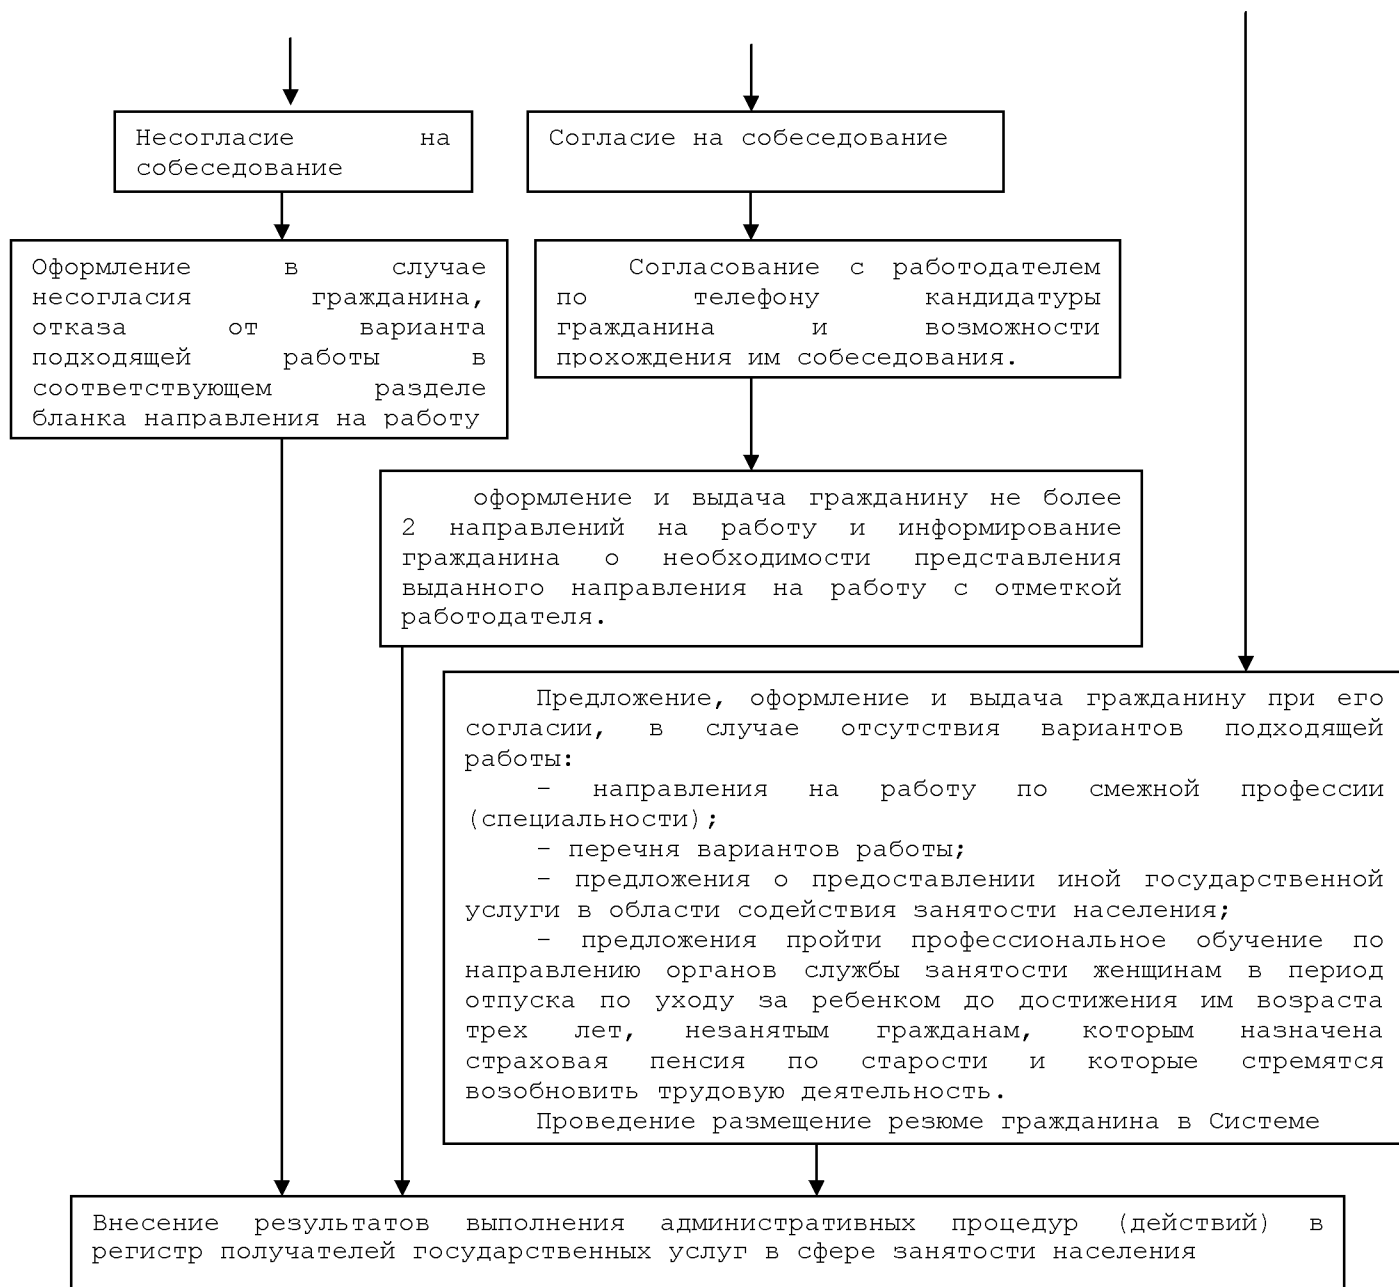 Несогласие на
собеседование
Согласие на собеседование
Оформление в случае
несогласия гражданина,
отказа от варианта
подходящей работы в
соответствующем разделе
бланка направления на работу
Согласование с работодателем
по телефону кандидатуры
гражданина и возможности
прохождения им собеседования.
оформление и выдача гражданину не более
2 направлений на работу и информирование
гражданина о необходимости представления
выданного направления на работу с отметкой
работодателя.
Предложение, оформление и выдача гражданину при его
согласии, в случае отсутствия вариантов подходящей
работы:
– направления на работу по смежной профессии
(специальности);
– перечня вариантов работы;
– предложения о предоставлении иной государственной
услуги в области содействия занятости населения;
– предложения пройти профессиональное обучение по
направлению органов службы занятости женщинам в период
отпуска по уходу за ребенком до достижения им возраста
трех лет, незанятым гражданам, которым назначена
страховая пенсия по старости и которые стремятся
возобновить трудовую деятельность.
Проведение размещение резюме гражданина в Системе
Внесение результатов выполнения административных процедур (действий) в
регистр получателей государственных услуг в сфере занятости населения